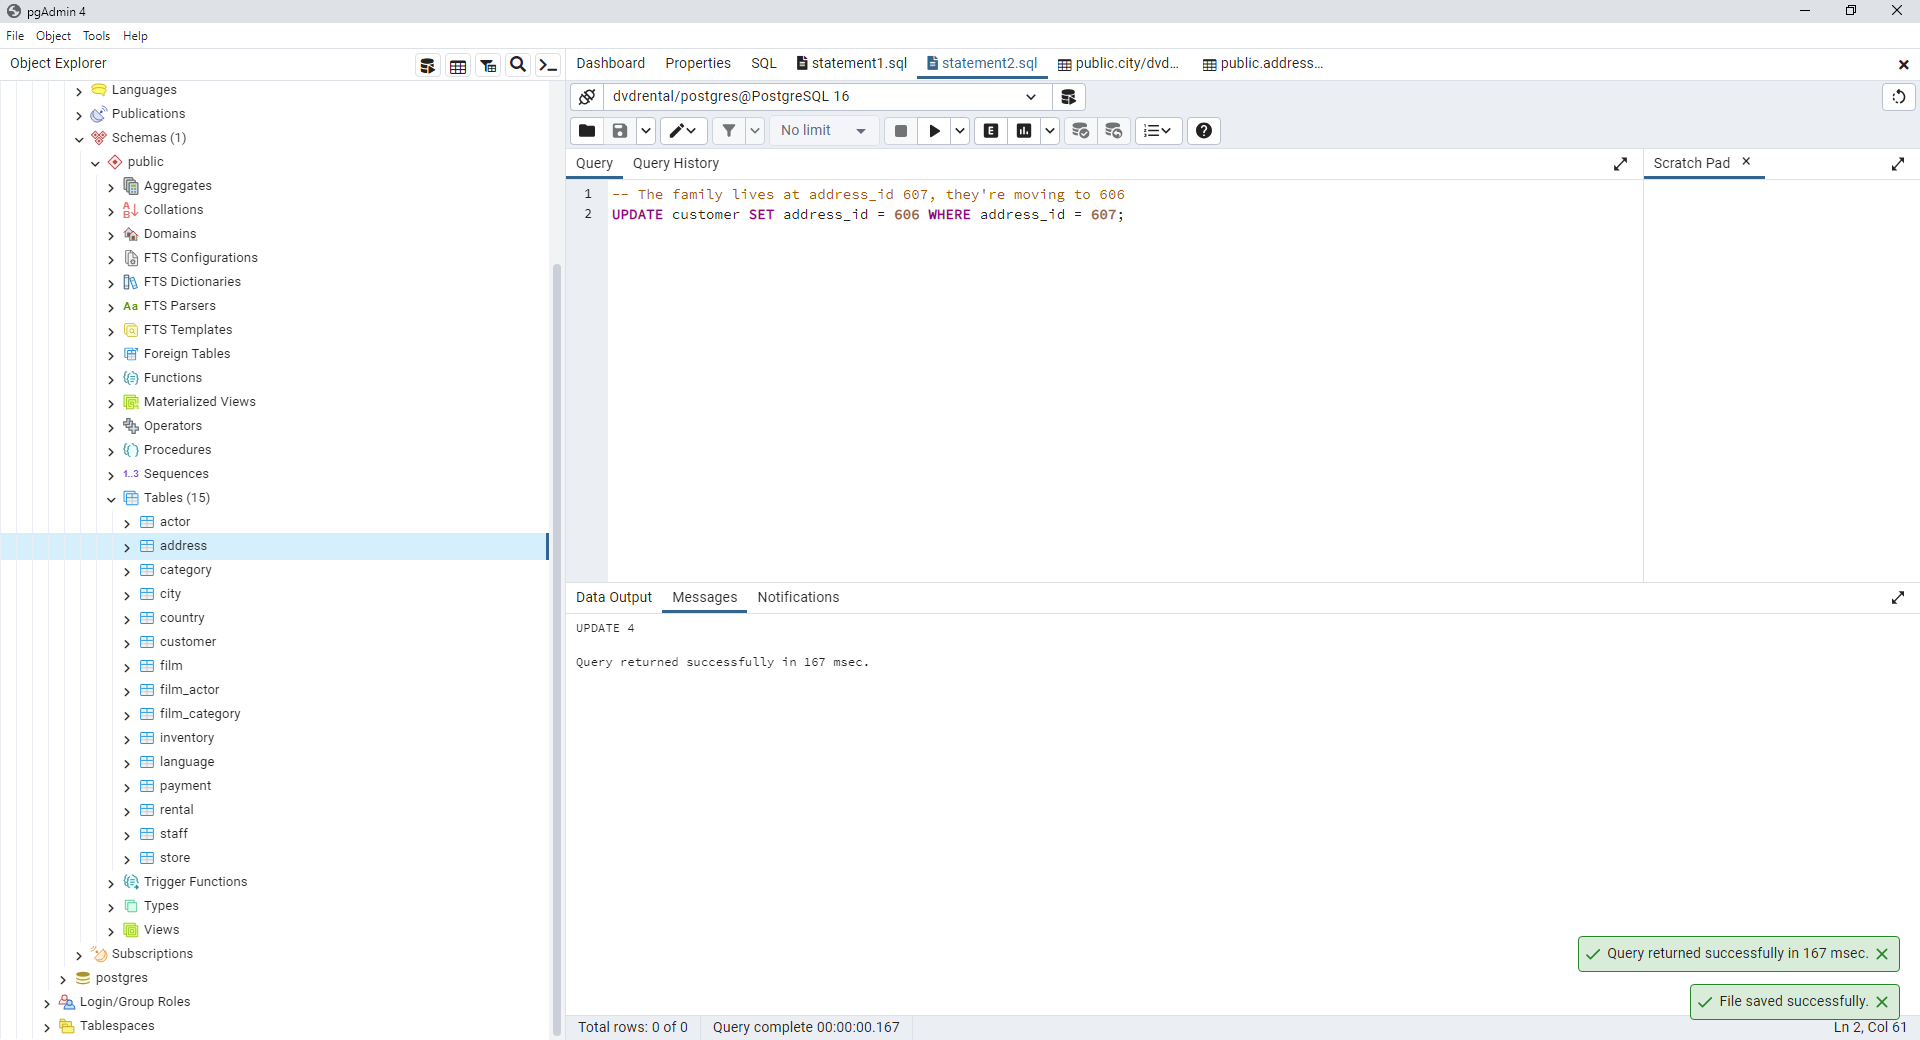 pgAdmin 4
File Object Tools Help
Object Explorer
Dashboard Properties SQL statement1.sql statement2.sql public.city/dvd... public.address...
dvdrental/postgres@PostgreSQL 16
No limit
E
Query Query History
Scratch Pad
1 -- The family lives at address_id 607, they're moving to 606
2 UPDATE customer SET address_id = 606 WHERE address_id = 607;
Languages
Publications
Schemas (1)
public
Aggregates
Collations
Domains
FTS Configurations
FTS Dictionaries
Aa FTS Parsers
FTS Templates
Foreign Tables
Functions
Materialized Views
Operators
Procedures
1..3 Sequences
Tables (15)
actor
address
category
city
country
customer
film
film_actor
film_category
inventory
language
payment
rental
staff
store
Trigger Functions
Types
Views
Subscriptions
postgres
Login/Group Roles
Tablespaces
Data Output Messages Notifications
UPDATE 4
Query returned successfully in 167 msec.
Query returned successfully in 167 msec.
File saved successfully.
Total rows: 0 of 0 Query complete 00:00:00.167 Ln 2, Col 61